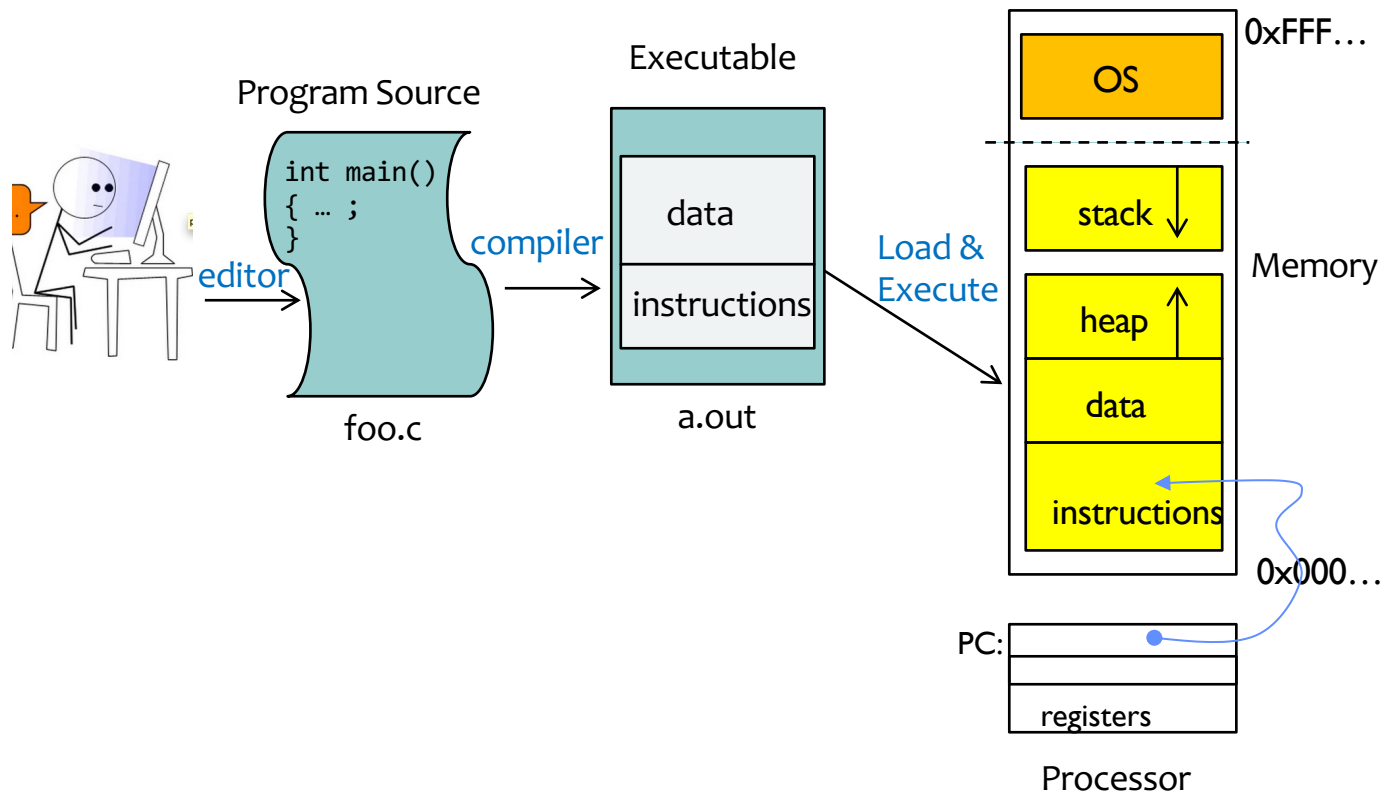 Program Source
int main()
{ … ;
}
editor
foo.c
compiler
Executable
data
instructions
a.out
Load &
Execute
0xFFF…
OS
stack
heap
data
instructions
Memory
0x000…
PC:
registers
Processor